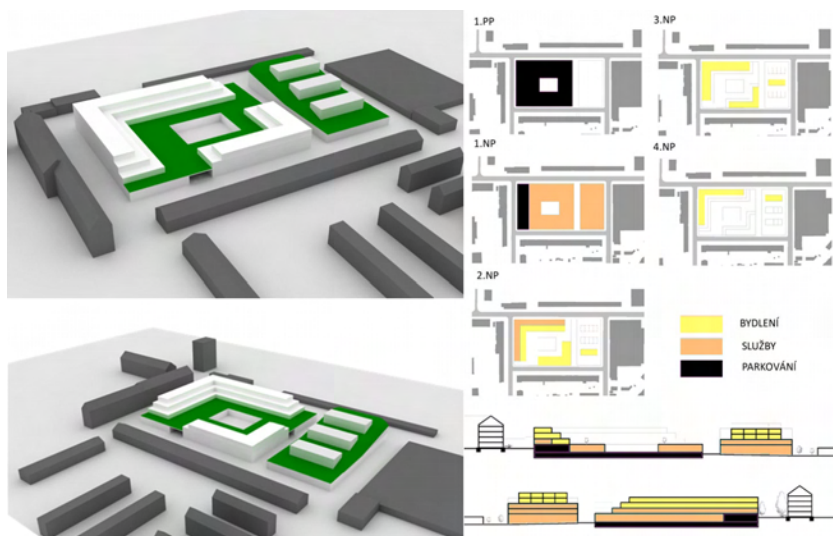 1.PP
3.NP
1.NP
4.NP
2.NP
BYDLENÍ
SLUŽBY
PARKOVÁNÍ